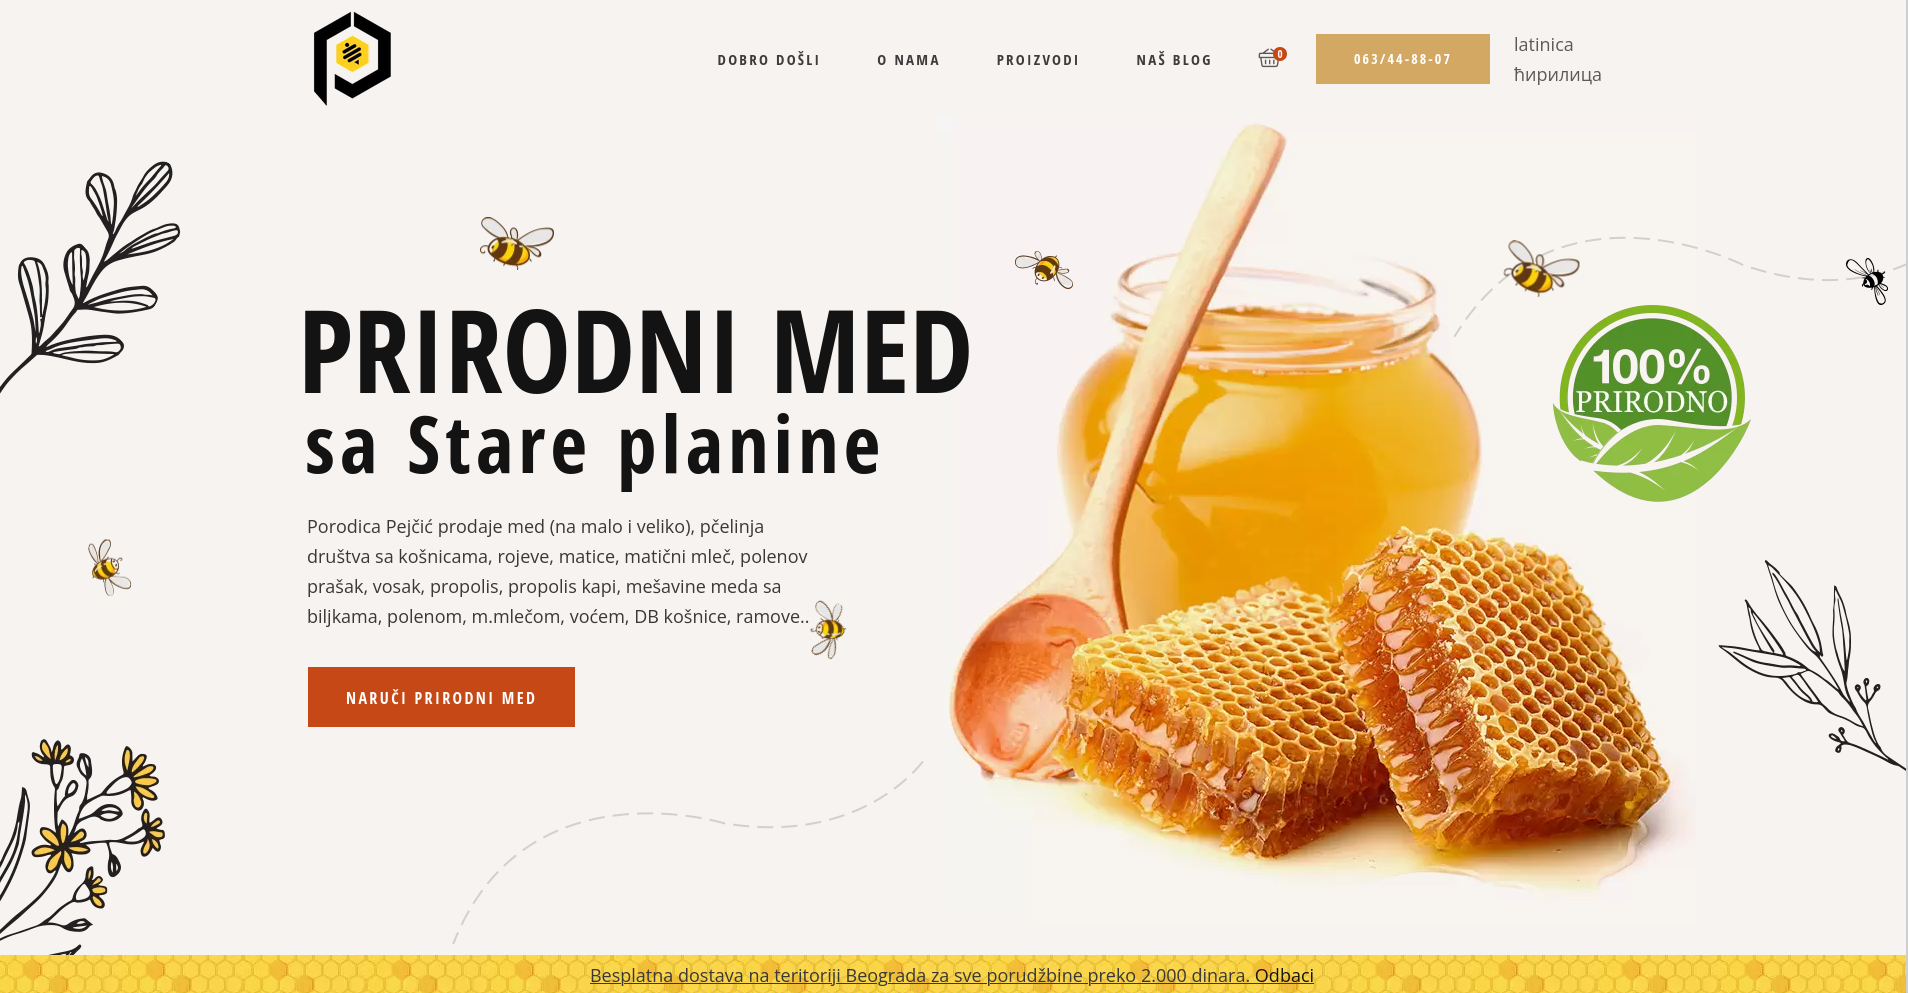 DOBRO DOŠLI
O NAMA
PROIZVODI
NAŠ BLOG
0
063/44-88-07
latinica
ћирилица
PRIRODNI MED
sa Stare planine
100%
PRIRODNO
Porodica Pejčić prodaje med (na malo i veliko), pčelinja
društva sa košnicama, rojeve, matice, matični mleč, polenov
prašak, vosak, propolis, propolis kapi, mešavine meda sa
biljkama, polenom, m.mlečom, voćem, DB košnice, ramove..
NARUČI PRIRODNI MED
Besplatna dostava na teritoriji Beograda za sve porudžbine preko 2.000 dinara. Odbaci